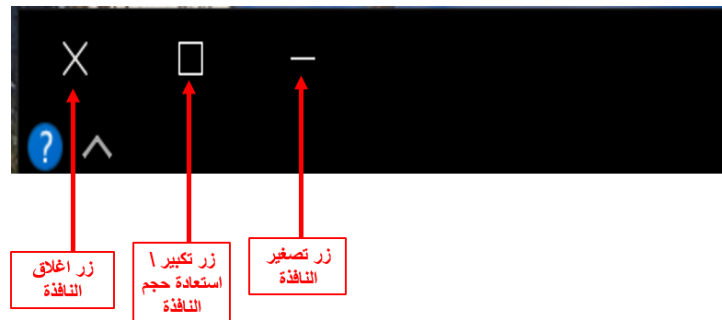 ?
زر تصغير
النافذة
زر تكبير \
استعادة حجم
النافذة
زر اغلاق
النافذة